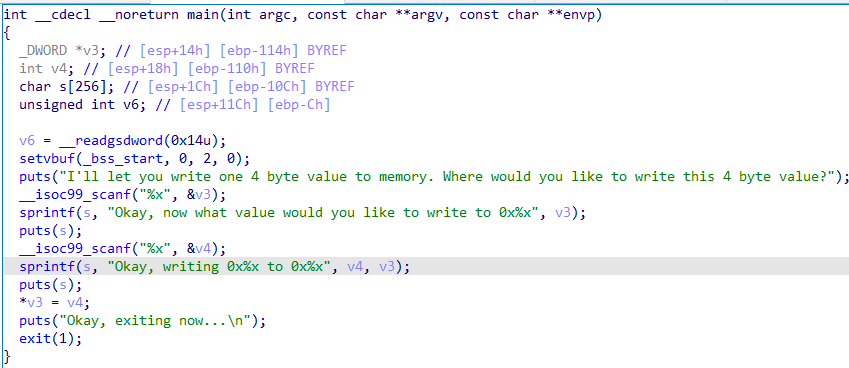 int __cdecl __noreturn main(int argc, const char **argv, const char **envp)
{
  _DWORD *v3; // [esp+14h] [ebp-114h] BYREF
  int v4; // [esp+18h] [ebp-110h] BYREF
  char s[256]; // [esp+1Ch] [ebp-10Ch] BYREF
  unsigned int v6; // [esp+11Ch] [ebp-Ch]

  v6 = __readgsdword(0x14u);
  setvbuf(_bss_start, 0, 2, 0);
  puts("I'll let you write one 4 byte value to memory. Where would you like to write this 4 byte value?");
  __isoc99_scanf("%x", &v3);
  sprintf(s, "Okay, now what value would you like to write to 0x%x", v3);
  puts(s);
  __isoc99_scanf("%x", &v4);
  sprintf(s, "Okay, writing 0x%x to 0x%x", v4, v3);
  puts(s);
  *v3 = v4;
  puts("Okay, exiting now...\n");
  exit(1);
}